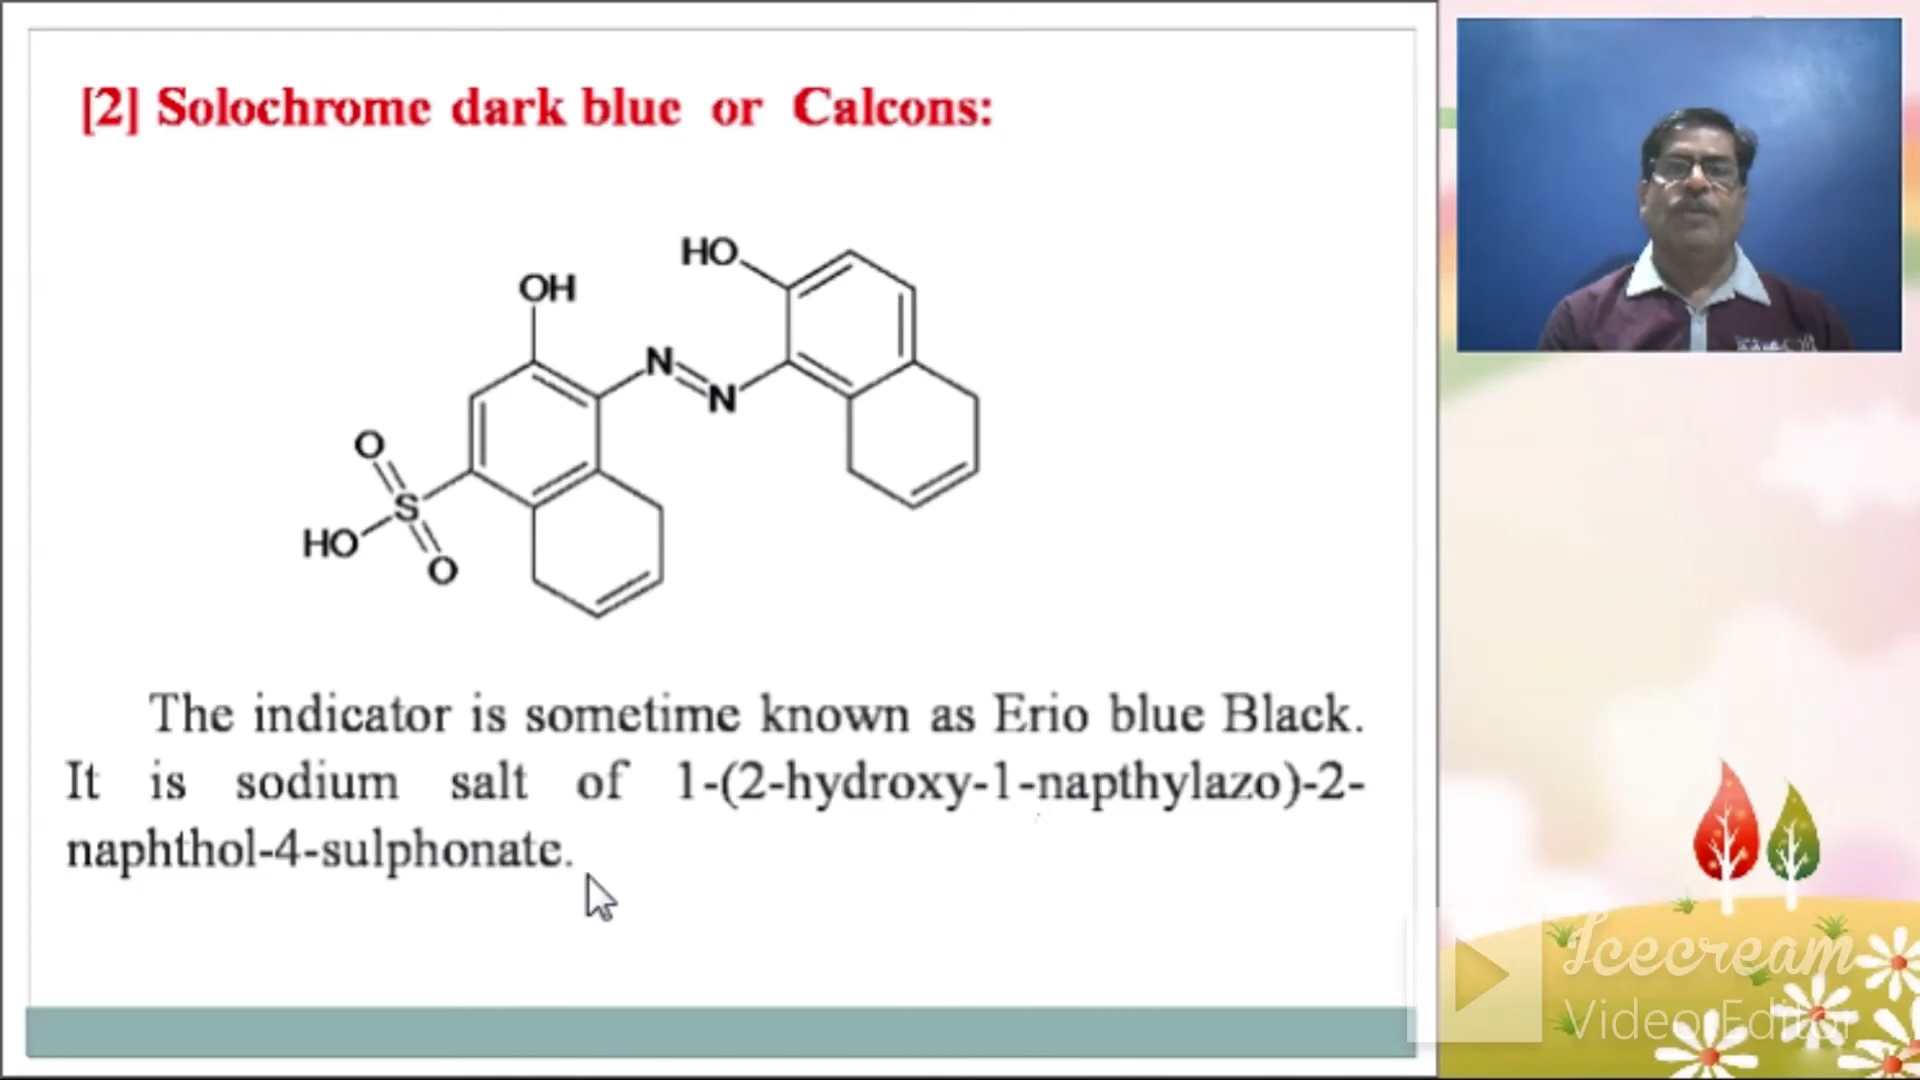 [2] Solochrome dark blue or Calcons:
HO
OH
N
N
O
S
HO
O
The indicator is sometime known as Erio blue Black.
It is sodium salt of 1-(2-hydroxy-1-napthylazo)-2-
naphthol-4-sulphonate.
Icecream
Video Editor